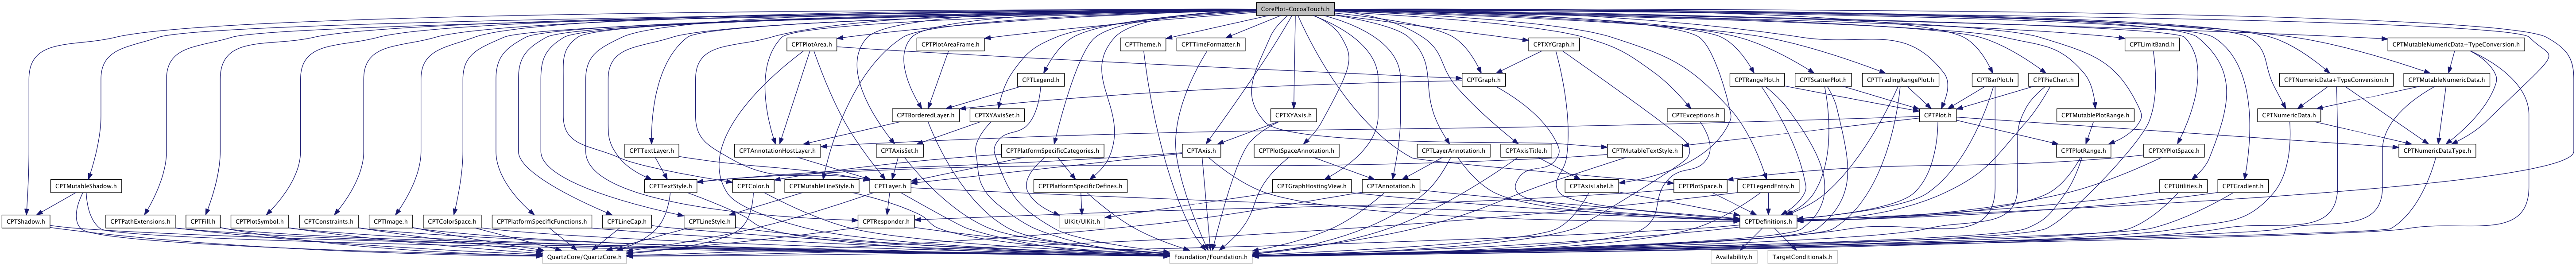 CorePlot-CocoaTouch.h
CPTPlotArea.h
CPTPlotAreaFrame.h
CPTTheme.h
CPTTimeFormatter.h
CPTXYGraph.h
CPTLimitBand.h
CPTMutableNumericData+TypeConversion.h
CPTLegend.h
CPTGraph.h
CPTRangePlot.h
CPTScatterPlot.h
CPTTradingRangePlot.h
CPTBarPlot.h
CPTPieChart.h
CPTNumericData+TypeConversion.h
CPTMutableNumericData.h
CPTBorderedLayer.h
CPTXYAxisSet.h
CPTXYAxis.h
CPTExceptions.h
CPTPlot.h
CPTMutablePlotRange.h
CPTNumericData.h
CPTTextLayer.h
CPTAnnotationHostLayer.h
CPTAxisSet.h
CPTPlatformSpecificCategories.h
CPTAxis.h
CPTPlotSpaceAnnotation.h
CPTLayerAnnotation.h
CPTAxisTitle.h
CPTMutableTextStyle.h
CPTPlotRange.h
CPTXYPlotSpace.h
CPTNumericDataType.h
CPTMutableShadow.h
CPTTextStyle.h
CPTColor.h
CPTMutableLineStyle.h
CPTLayer.h
CPTPlatformSpecificDefines.h
CPTGraphHostingView.h
CPTAnnotation.h
CPTAxisLabel.h
CPTPlotSpace.h
CPTLegendEntry.h
CPTUtilities.h
CPTGradient.h
CPTShadow.h
CPTPathExtensions.h
CPTFill.h
CPTPlotSymbol.h
CPTConstraints.h
CPTImage.h
CPTColorSpace.h
CPTPlatformSpecificFunctions.h
CPTLineCap.h
CPTLineStyle.h
CPTResponder.h
UIKit/UIKit.h
CPTDefinitions.h
QuartzCore/QuartzCore.h
Foundation/Foundation.h
Availability.h
TargetConditionals.h